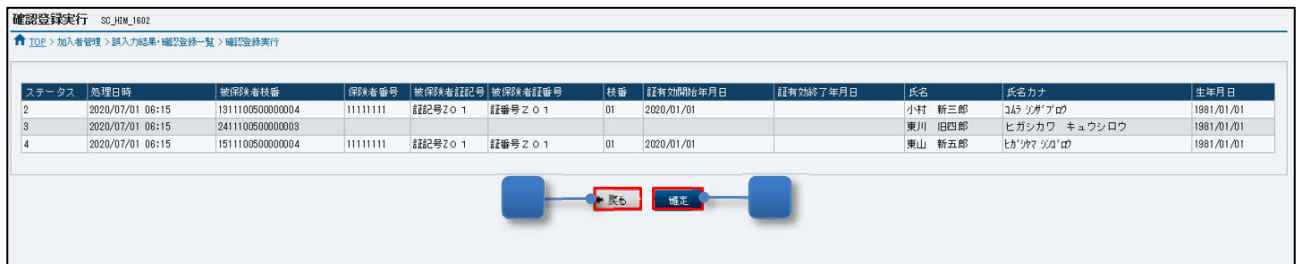 確認登録実行 SC_HIM_1602
TOP > 加入者管理 > 誤入力結果・確認登録一覧 > 確認登録実行
ステータス 処理日時 被保険者枝番 保険者番号 被保険者証記号 被保険者証番号 枝番 証有効開始年月日 証有効終了年月日 氏名 氏名カナ 生年月日
2 2020/07/01 06:15 1311100500000004 11111111 証記号Z01 証番号Z01 01 2020/01/01 小村 新三郎 コムラ シンザブロウ 1981/01/01
3 2020/07/01 06:15 2411100500000003 東川 旧四郎 ヒガシカワ キュウシロウ 1981/01/01
4 2020/07/01 06:15 1511100500000004 11111111 証記号Z01 証番号Z01 01 2020/01/01 東山 新五郎 ヒガシヤマ シンゴロウ 1981/01/01
戻る 確定